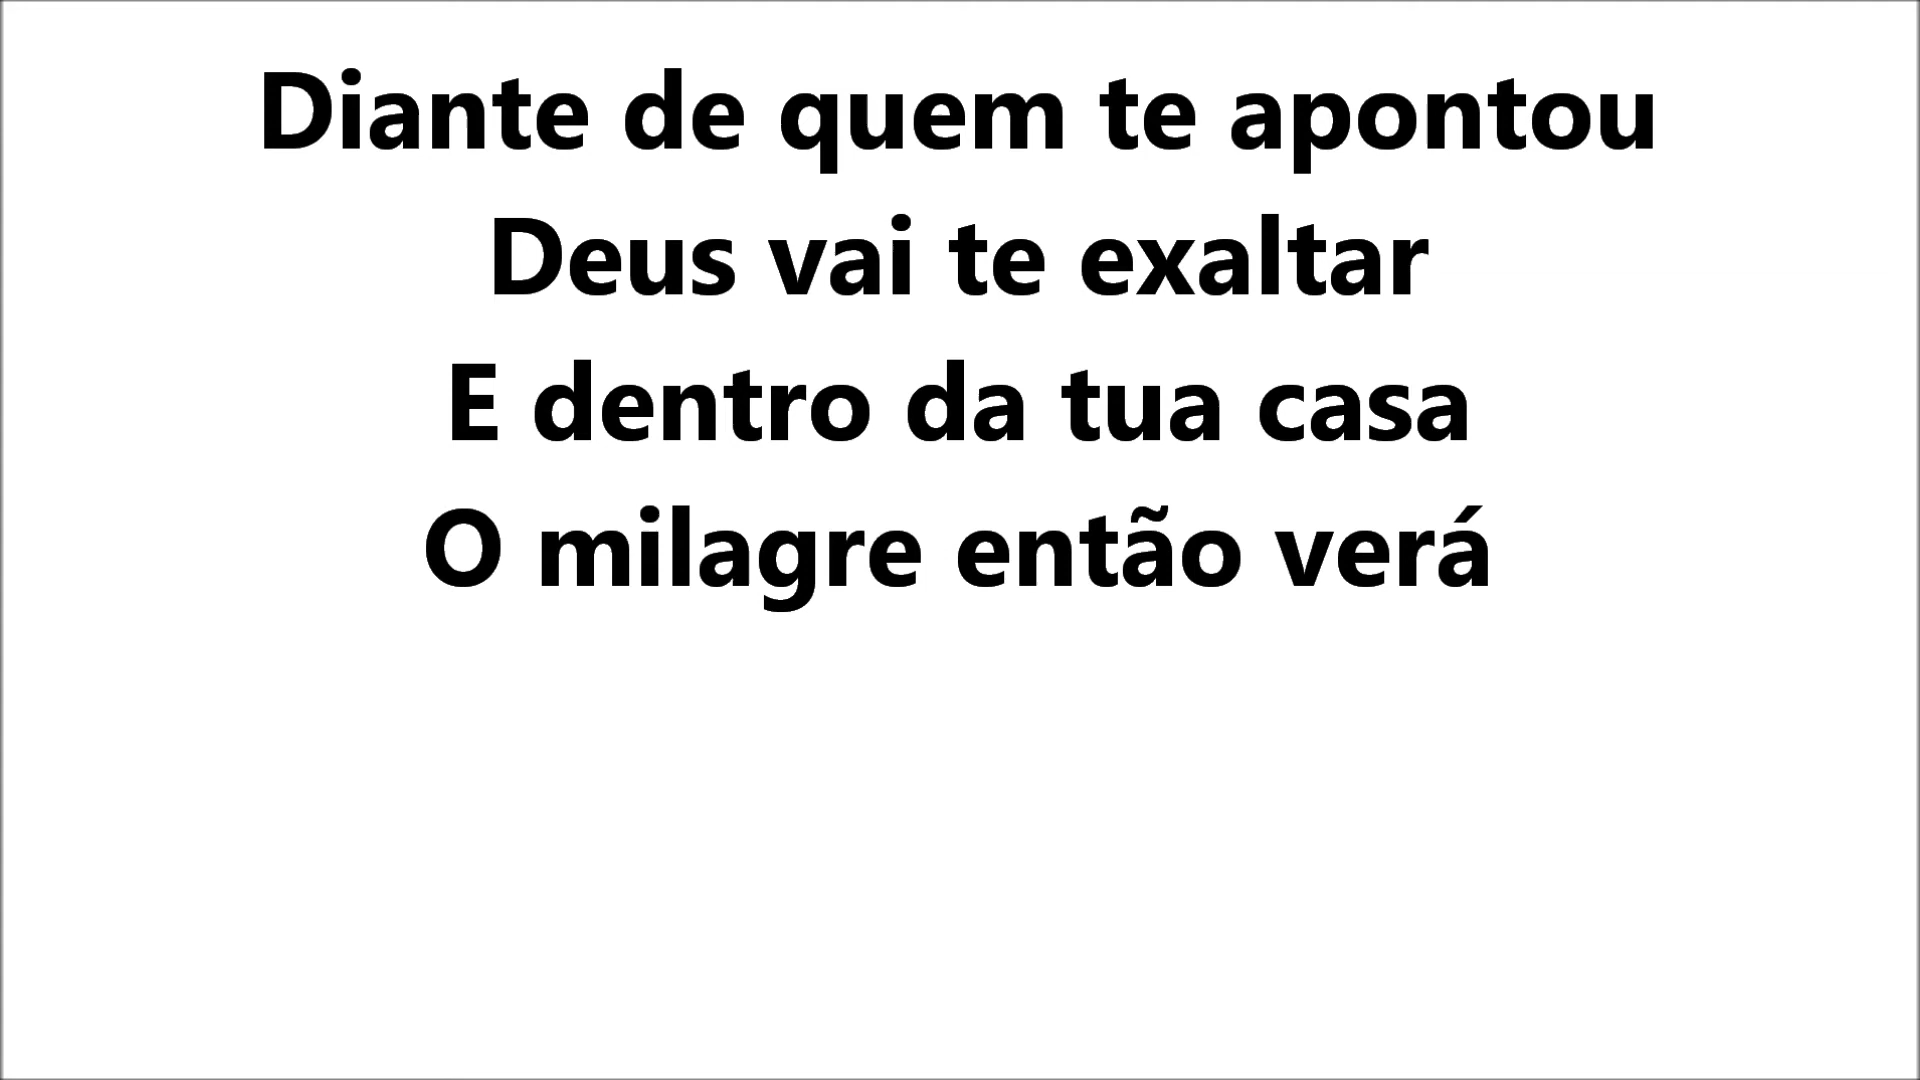 Diante de quem te apontou
Deus vai te exaltar
E dentro da tua casa
O milagre então verá